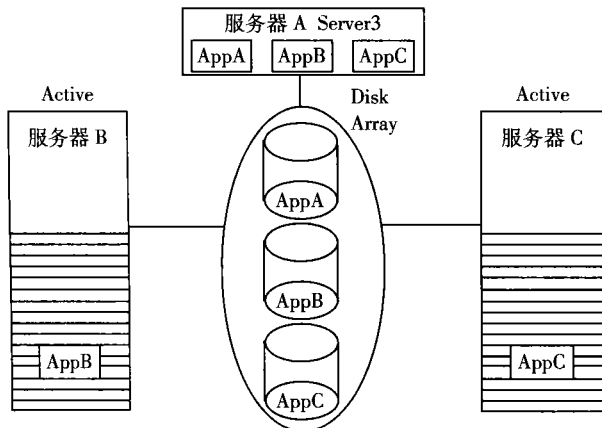 服务器 A Server3
AppA AppB AppC
Active
Disk
Array
Active
服务器 B
服务器 C
AppA
AppB
AppB
AppC
AppC